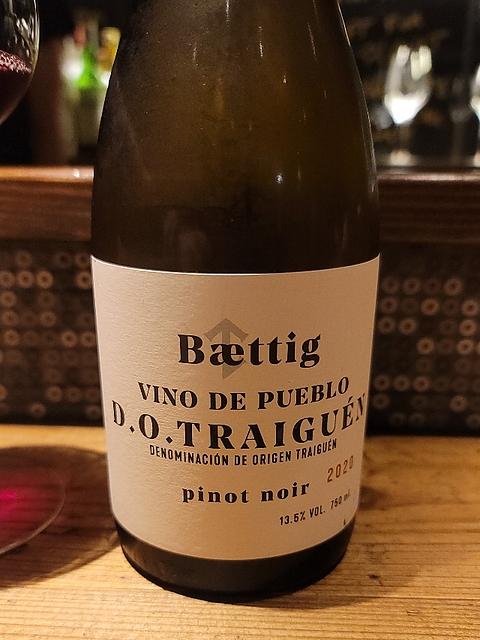 Bættig
VINO DE PUEBLO
D.O.TRAIGUÉN
DENOMINACIÓN DE ORIGEN TRAIGUÉN
2020
pinot noir
13.5% VOL. 750 ml.